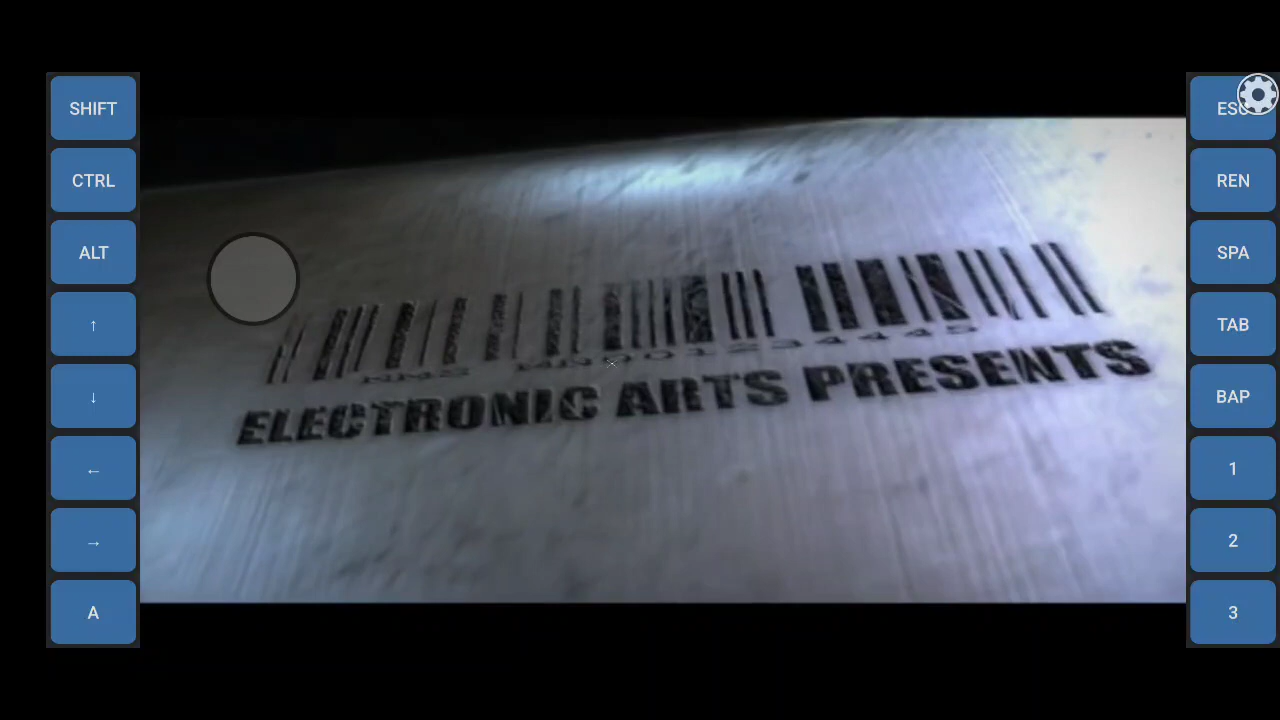 SHIFT
CTRL
ALT
↑
↓
←
→
A
ELECTRONIC ARTS PRESENTS
REN
SPA
TAB
BAP
1
2
3